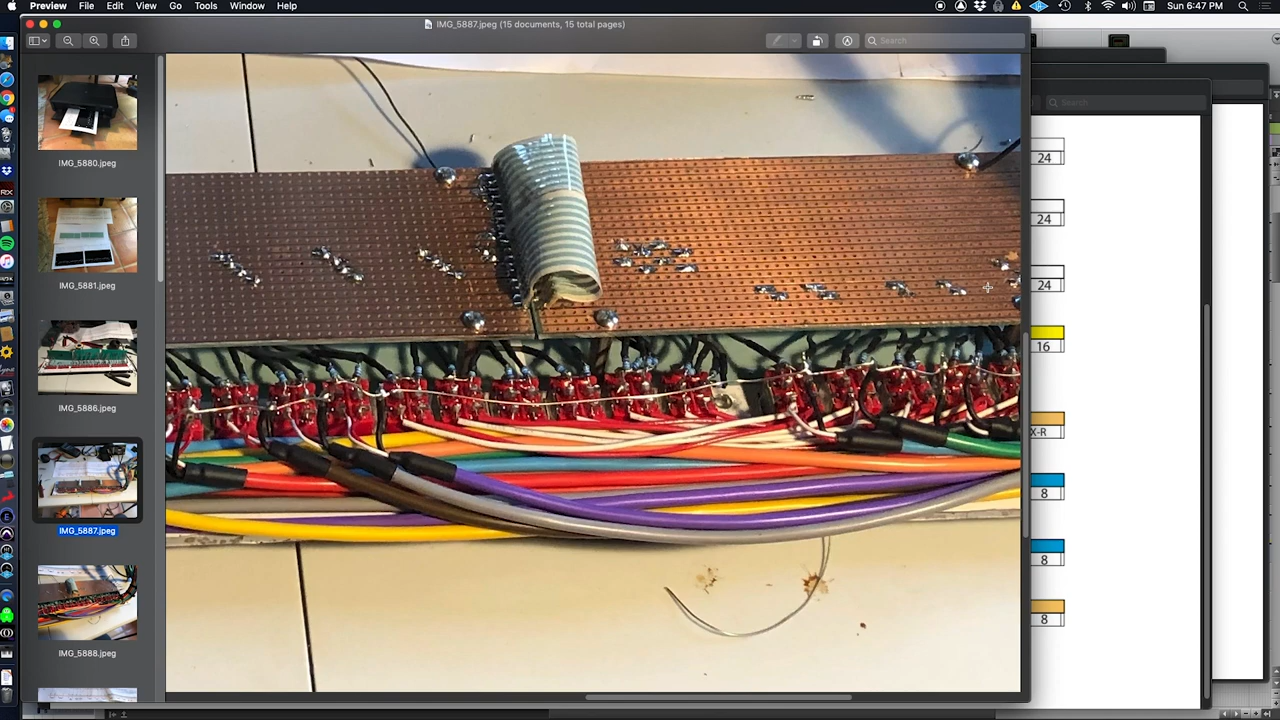 Preview File Edit View Go Tools Window Help
Sun 6:47 PM
IMG_5887.jpeg (15 documents, 15 total pages)
Search
Search
IMG_5880.jpeg
IMG_5881.jpeg
IMG_5886.jpeg
IMG_5887.jpeg
IMG_5888.jpeg
24
24
24
16
X-R
8
8
8